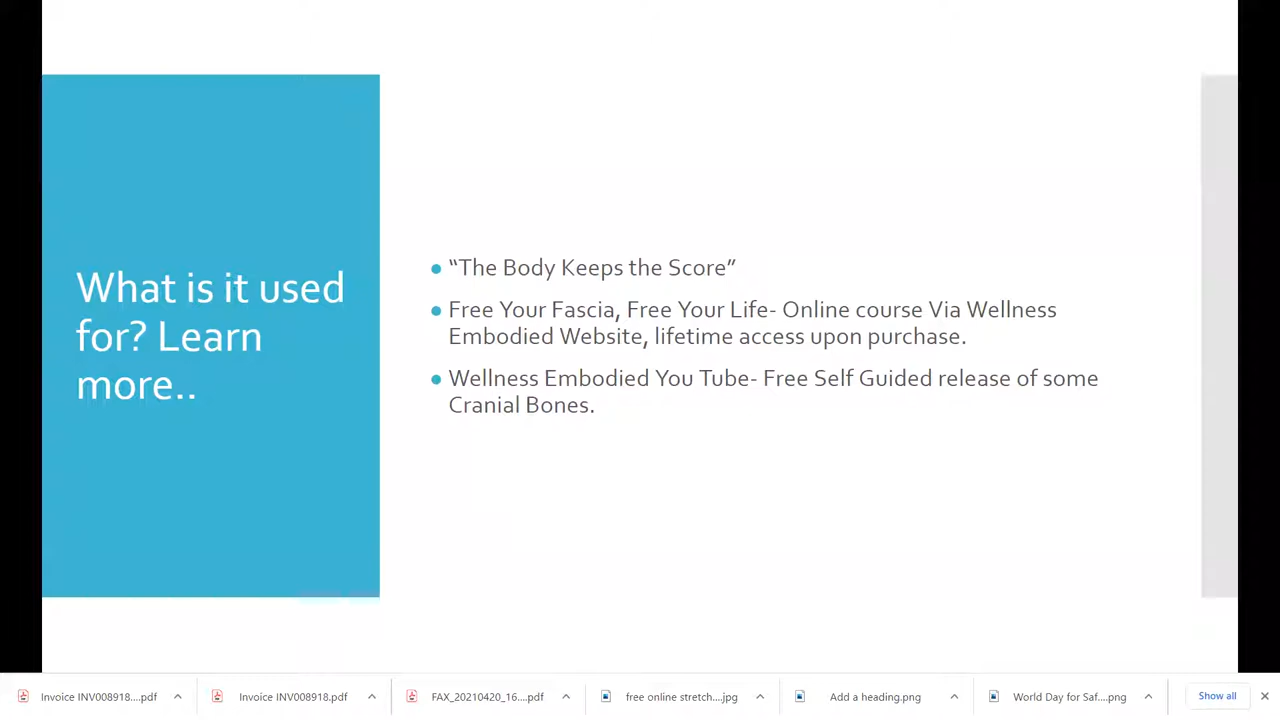 What is it used
for? Learn
more..
“The Body Keeps the Score”
Free Your Fascia, Free Your Life- Online course Via Wellness
Embodied Website, lifetime access upon purchase.
Wellness Embodied You Tube- Free Self Guided release of some
Cranial Bones.
Invoice INV008918....pdf
Invoice INV008918.pdf
FAX_20210420_16....pdf
free online stretch....jpg
Add a heading.png
World Day for Saf....png
Show all